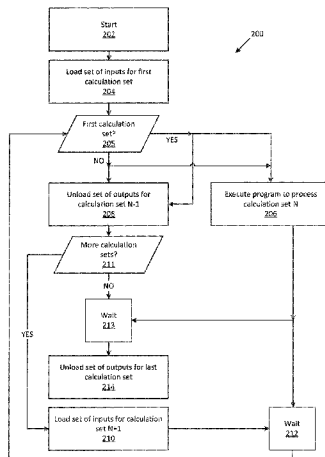 Start
202
200
Load set of inputs for first
calculation set
204
First calculation
set?
205
YES
NO
Unload set of outputs for
calculation set N-1
208
Execute program to process
calculation set N
206
More calculation
sets?
211
NO
YES
Wait
213
Unload set of outputs for last
calculation set
214
Load set of inputs for calculation
set N+1
210
Wait
212